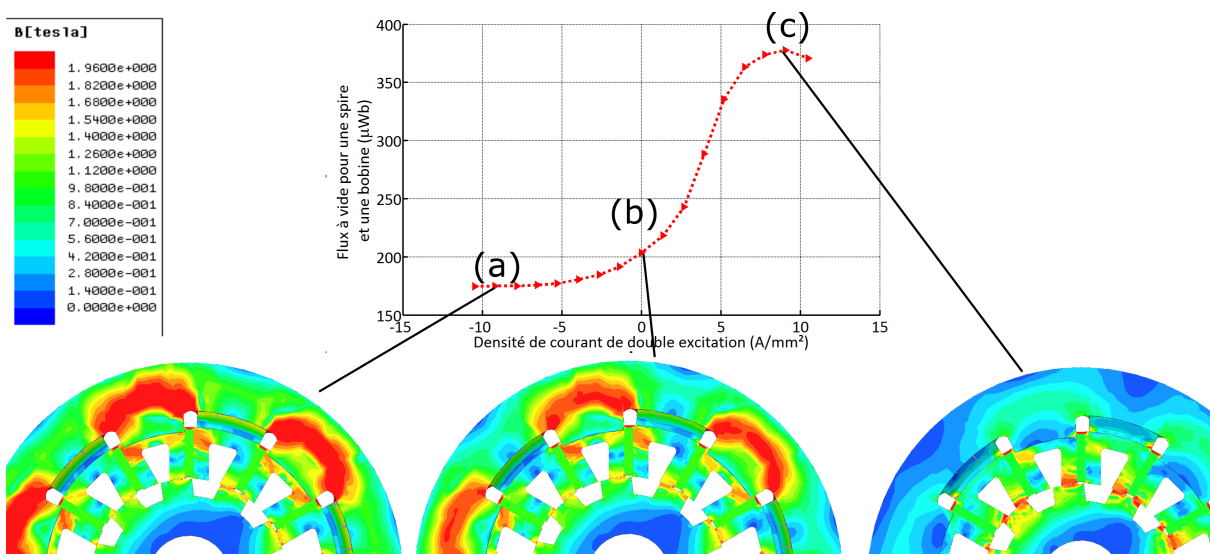 B[tesla]
1.9600e+000
1.8200e+000
1.6800e+000
1.5400e+000
1.4000e+000
1.2600e+000
1.1200e+000
9.8000e-001
8.4000e-001
7.0000e-001
5.6000e-001
4.2000e-001
2.8000e-001
1.4000e-001
0.0000e+000
Flux à vide pour une spire
et une bobine (µWb)
400
350
400
300
250
200
150
(a)
(b)
(c)
-15
-10
-5
0
5
10
15
Densité de courant de double excitation (A/mm²)